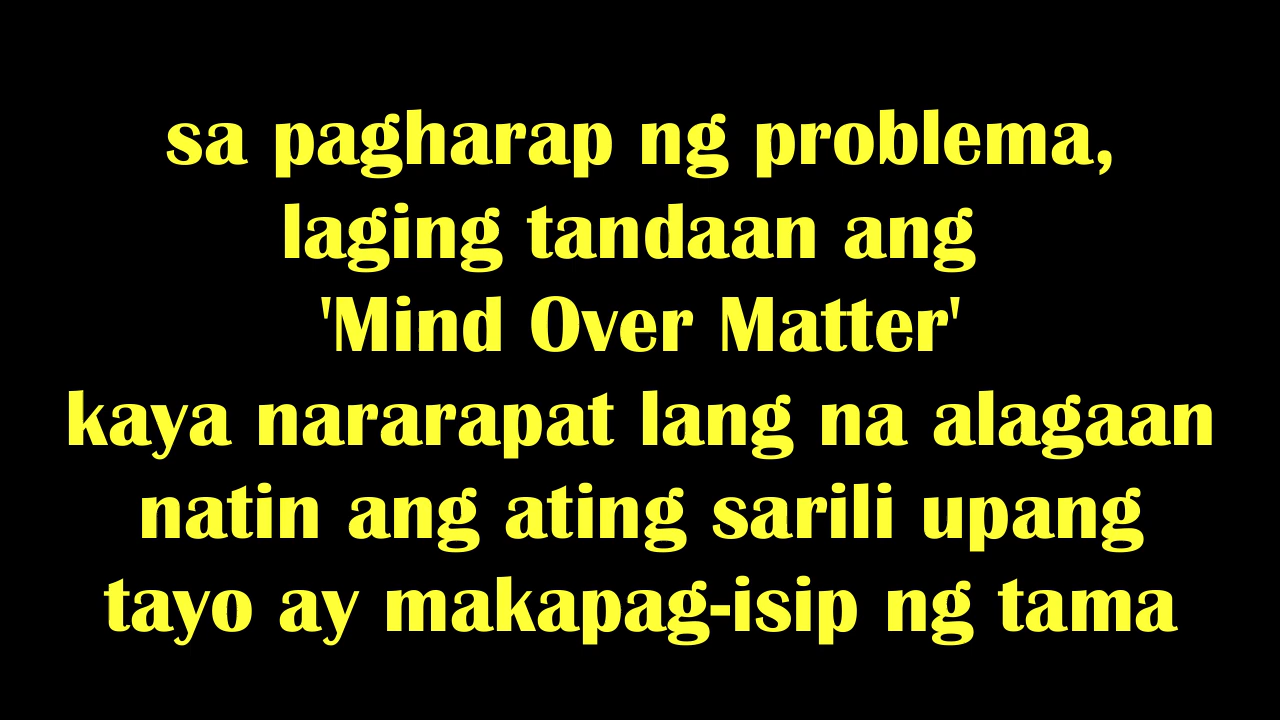 sa pagharap ng problema,
laging tandaan ang
'Mind Over Matter'
kaya nararapat lang na alagaan
natin ang ating sarili upang
tayo ay makapag-isip ng tama